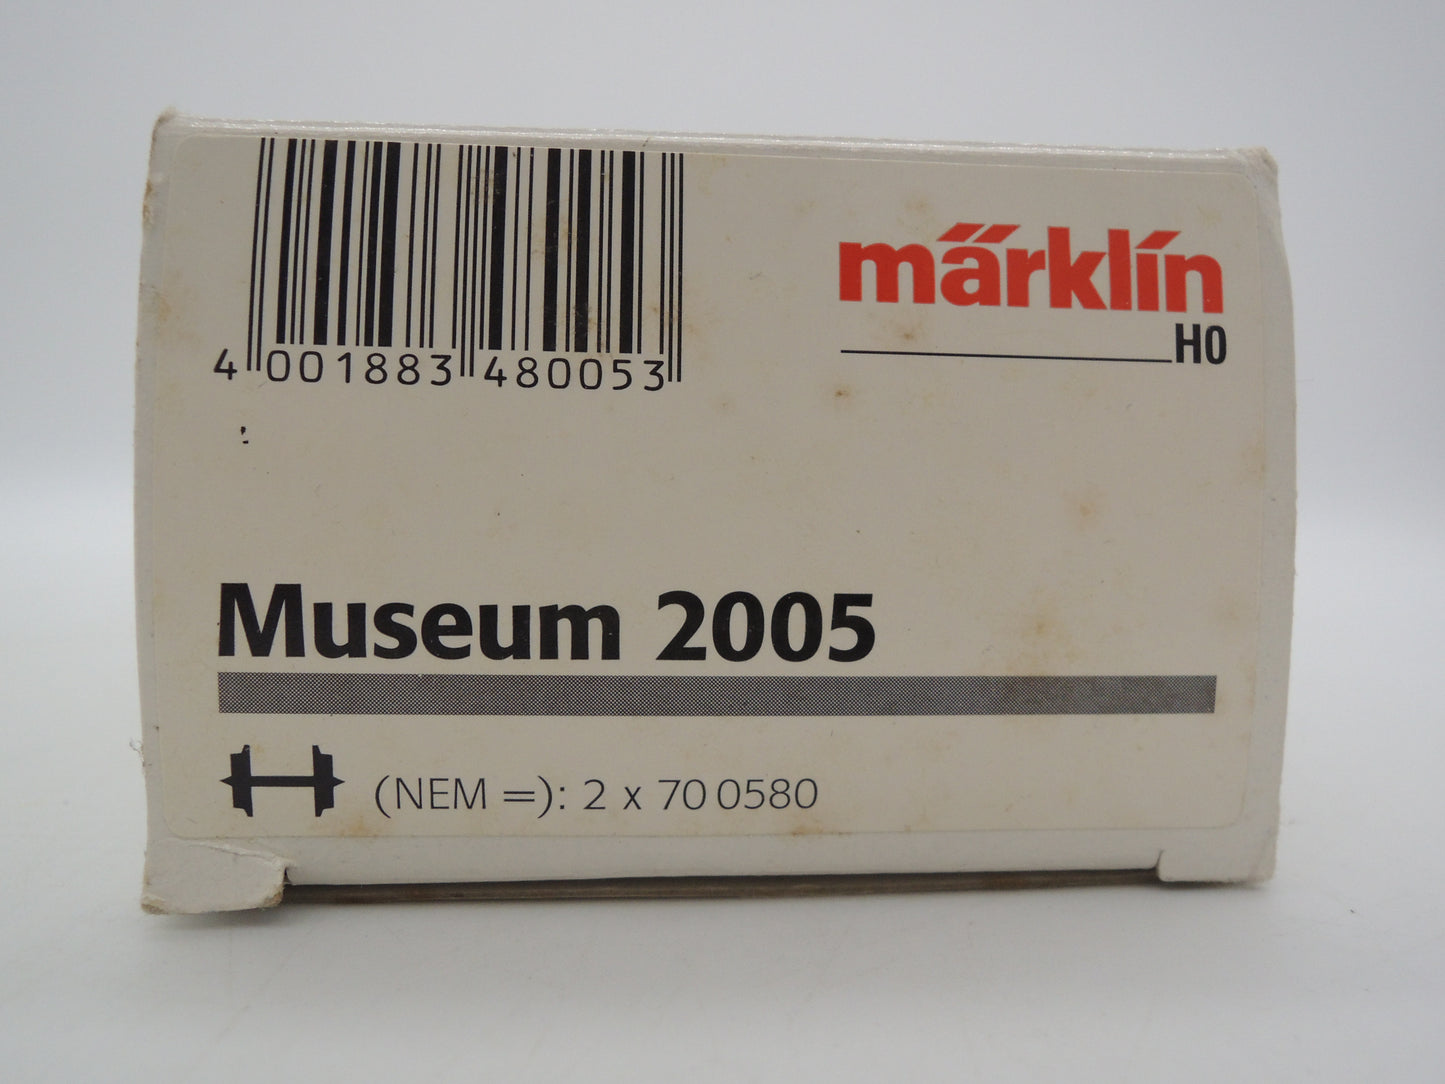 märklin
H0
4 001883 480053
Museum 2005
(NEM =): 2 x 70 0580